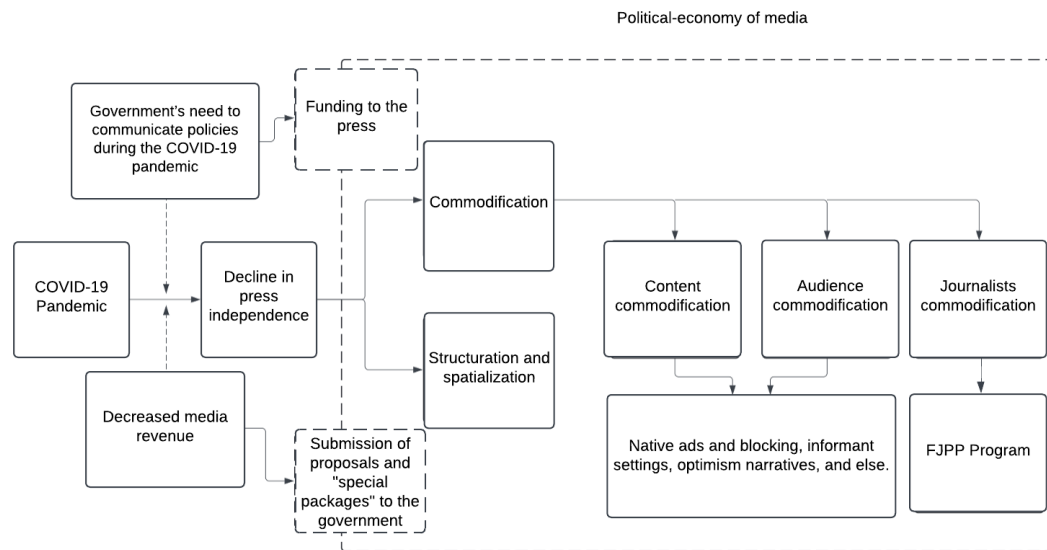 Political-economy of media
Government's need to
communicate policies
during the COVID-19
pandemic
Funding to the
press
Commodification
COVID-19
Pandemic
Decline in
press
independence
Content
commodification
Audience
commodification
Journalists
commodification
Structuration and
spatialization
Decreased media
revenue
Submission of
proposals and
"special
packages" to the
government
Native ads and blocking, informant
settings, optimism narratives, and else.
FJPP Program